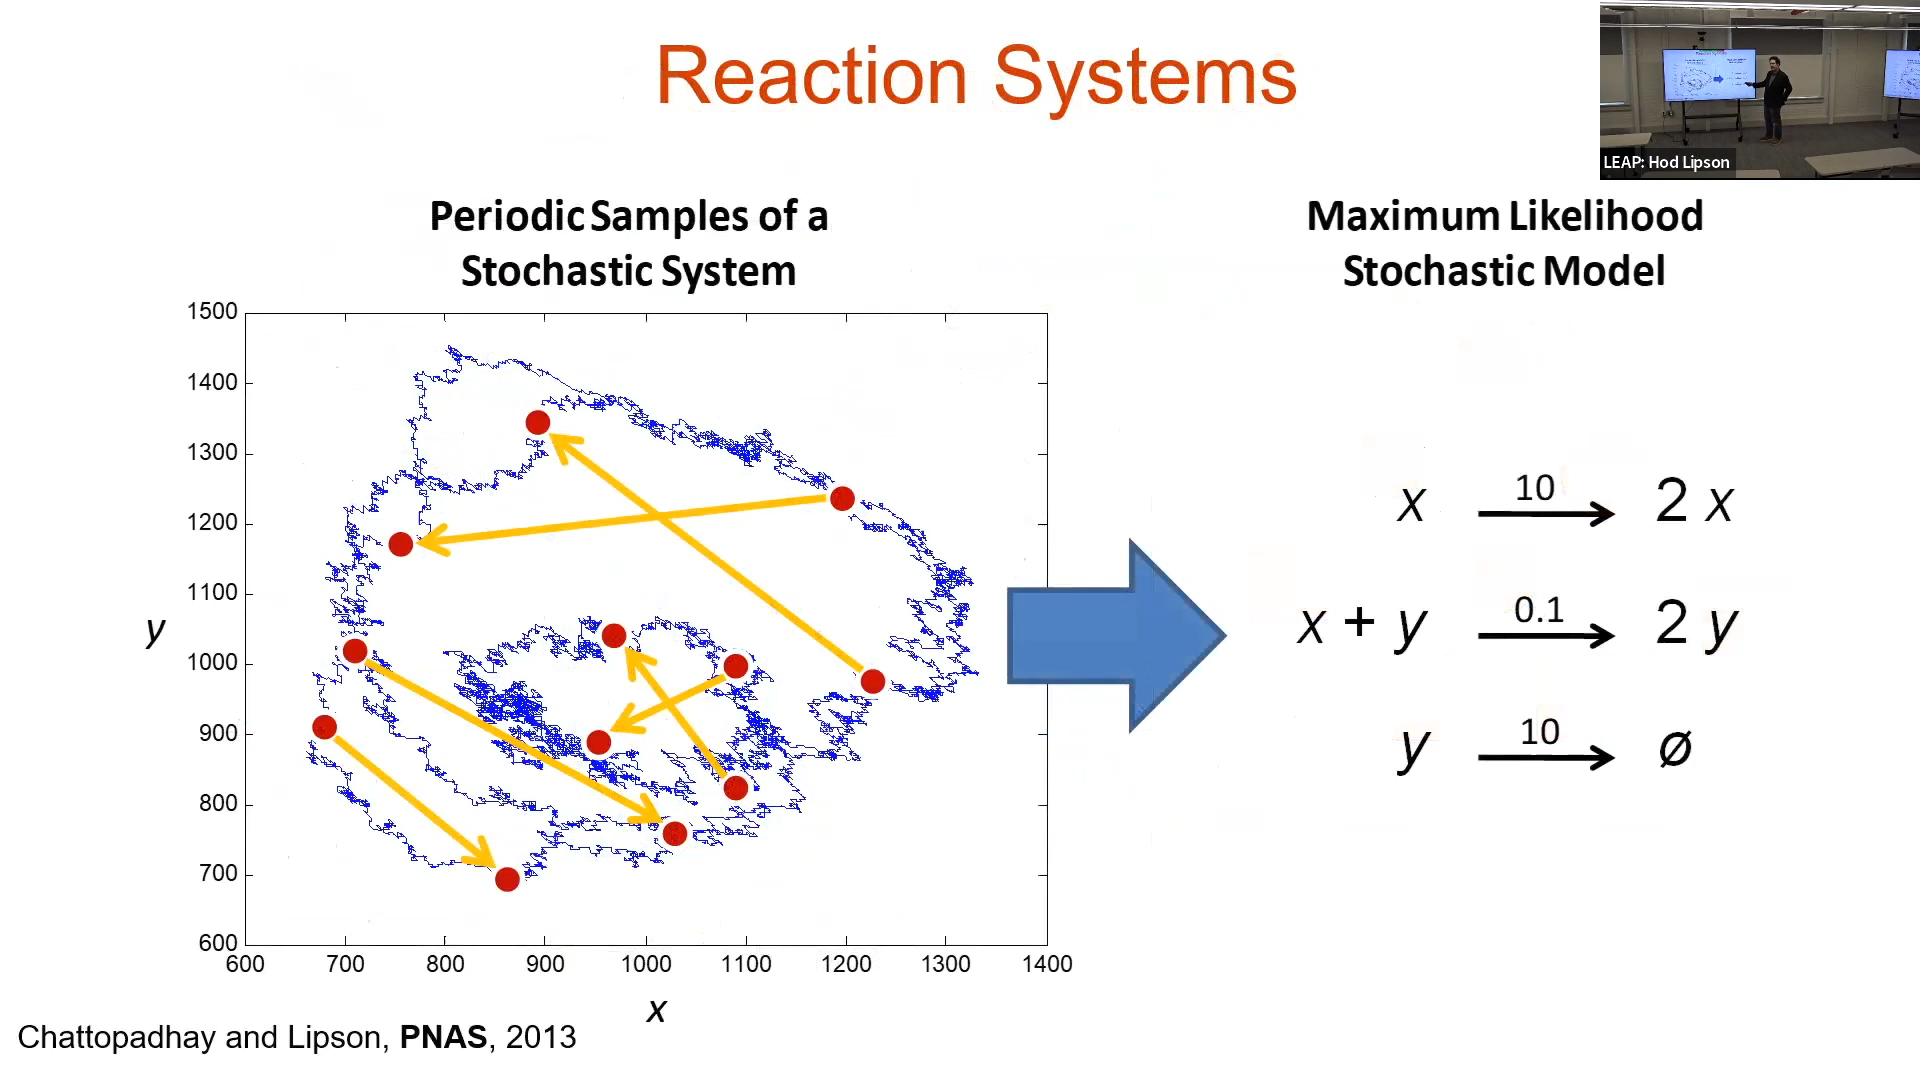 Reaction Systems
LEAP: Hod Lipson
Periodic Samples of a
Stochastic System
Maximum Likelihood
Stochastic Model
1500
1400
1300
1200
1100
1000
900
800
700
600
y
600 700 800 900 1000 1100 1200 1300 1400
x
x 10 2 x
x + y 0.1 2 y
y 10 ø
Chattopadhay and Lipson, PNAS, 2013